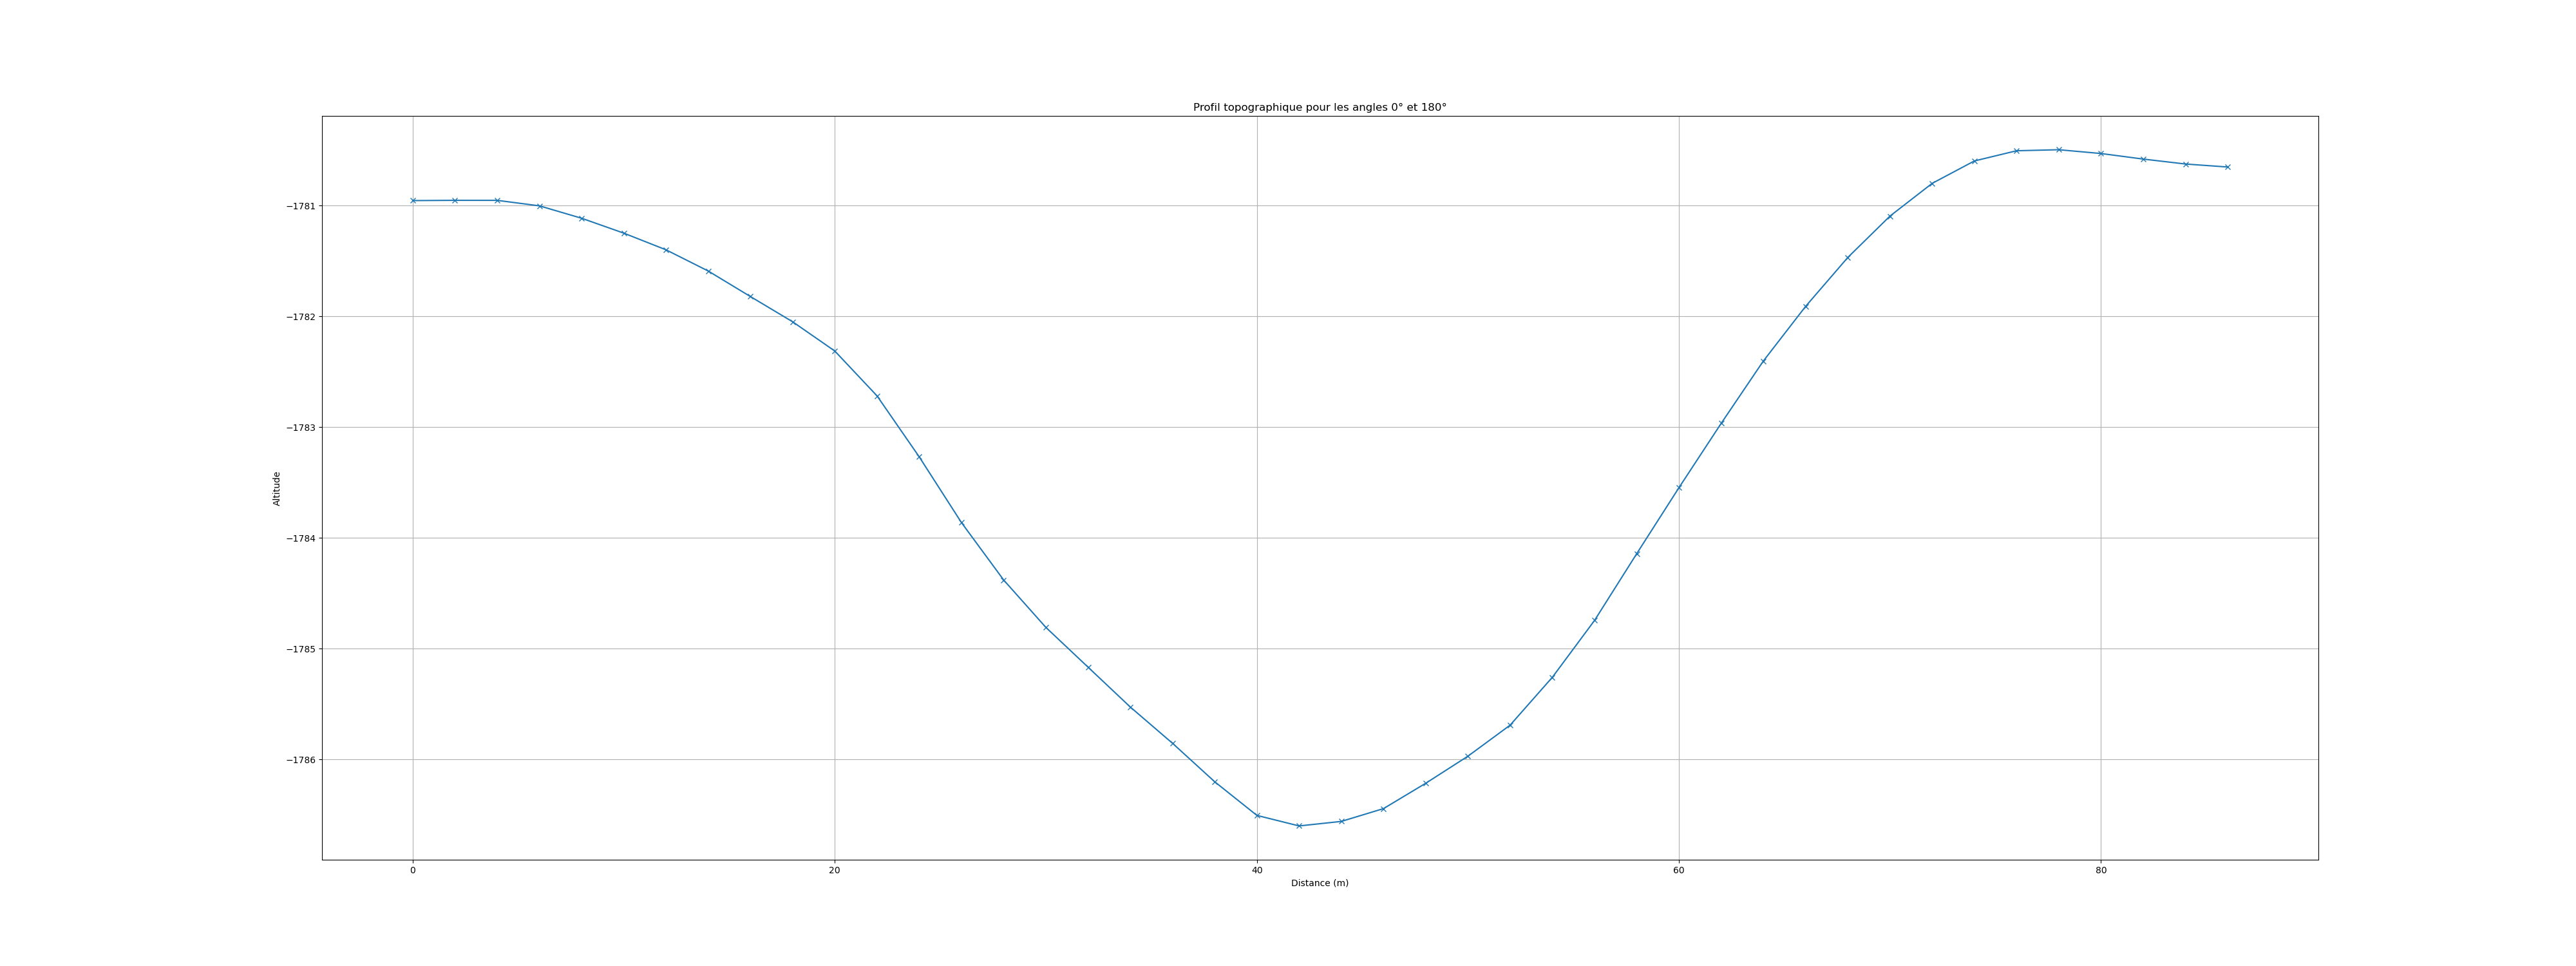 Profil topographique pour les angles 0° et 180°
−1781
−1782
−1783
−1784
−1785
−1786
Altitude
0 20 40 60 80
Distance (m)